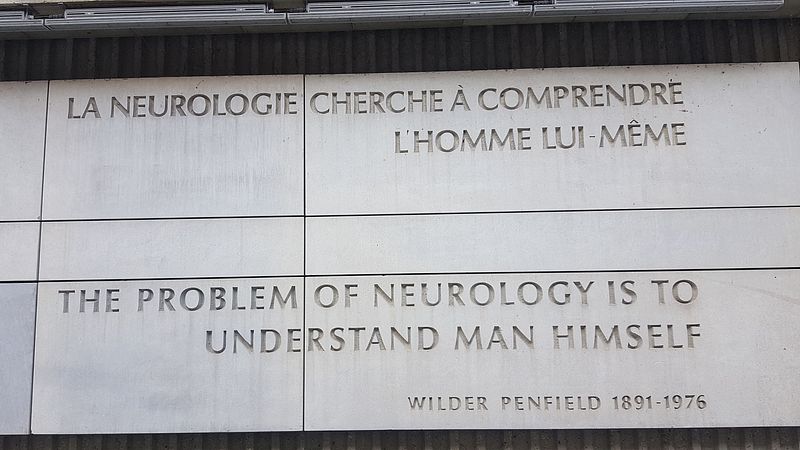 LA NEUROLOGIE CHERCHE À COMPRENDRE
L'HOMME LUI-MÊME
THE PROBLEM OF NEUROLOGY IS TO
UNDERSTAND MAN HIMSELF
WILDER PENFIELD 1891-1976